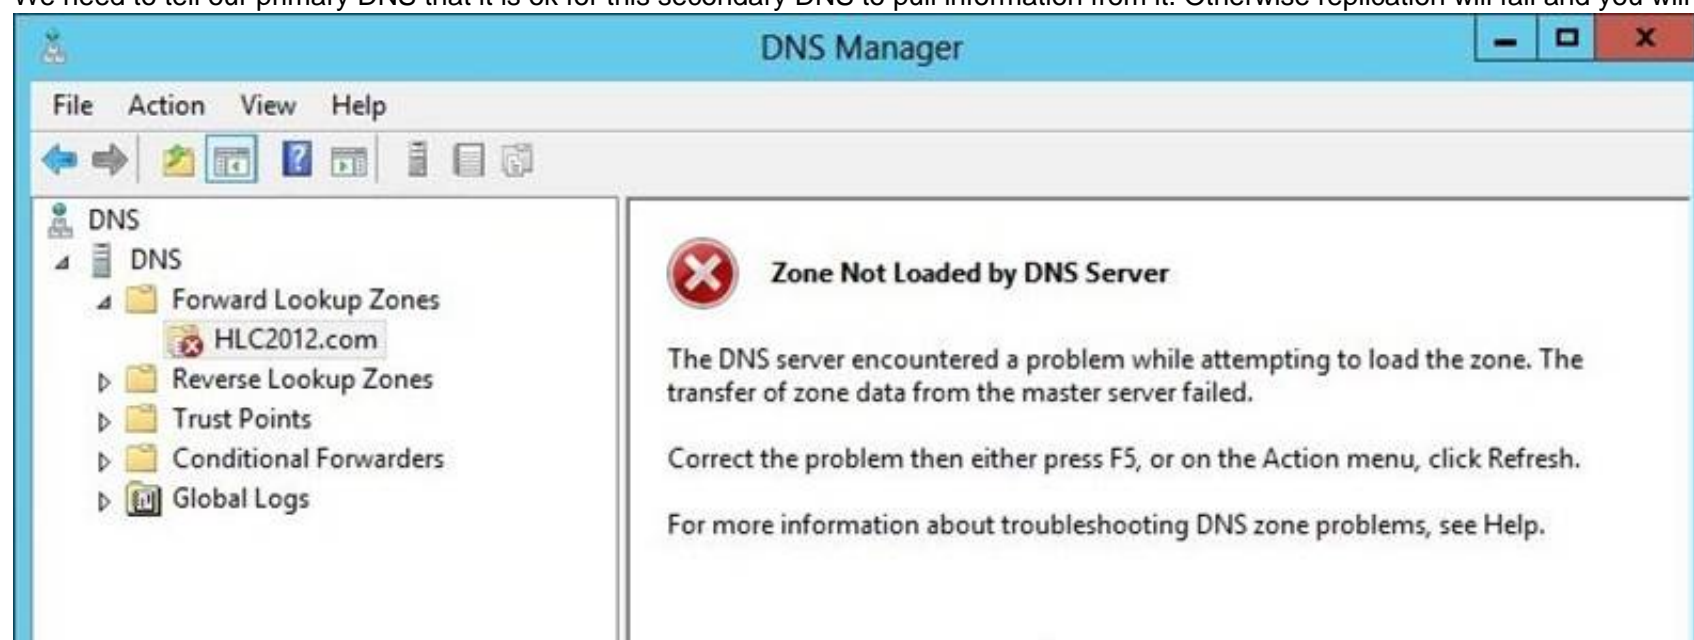 We need to tell our primary DNS that it is ok for this secondary DNS to pull information from it. Otherwise replication will fail and you will
DNS Manager
File Action View Help
DNS
DNS
Forward Lookup Zones
HLC2012.com
Reverse Lookup Zones
Trust Points
Conditional Forwarders
Global Logs
Zone Not Loaded by DNS Server
The DNS server encountered a problem while attempting to load the zone. The
transfer of zone data from the master server failed.
Correct the problem then either press F5, or on the Action menu, click Refresh.
For more information about troubleshooting DNS zone problems, see Help.